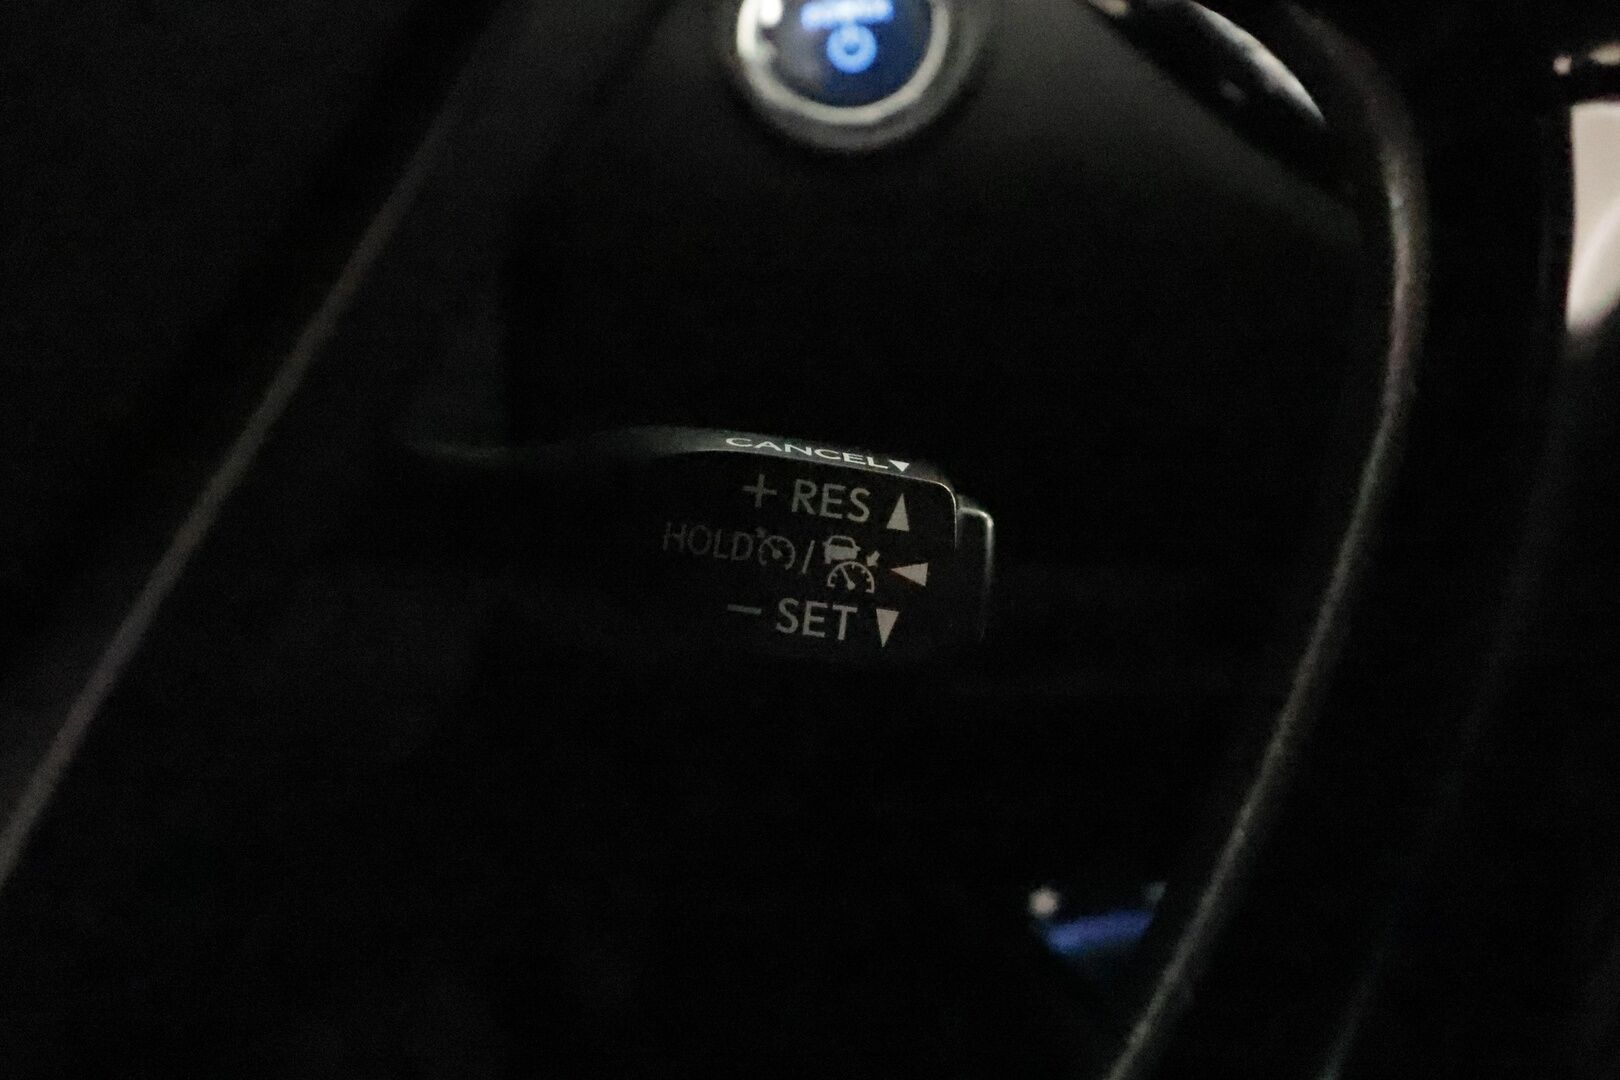 CANCEL▼
+ RES ▲
HOLD /
– SET ▼